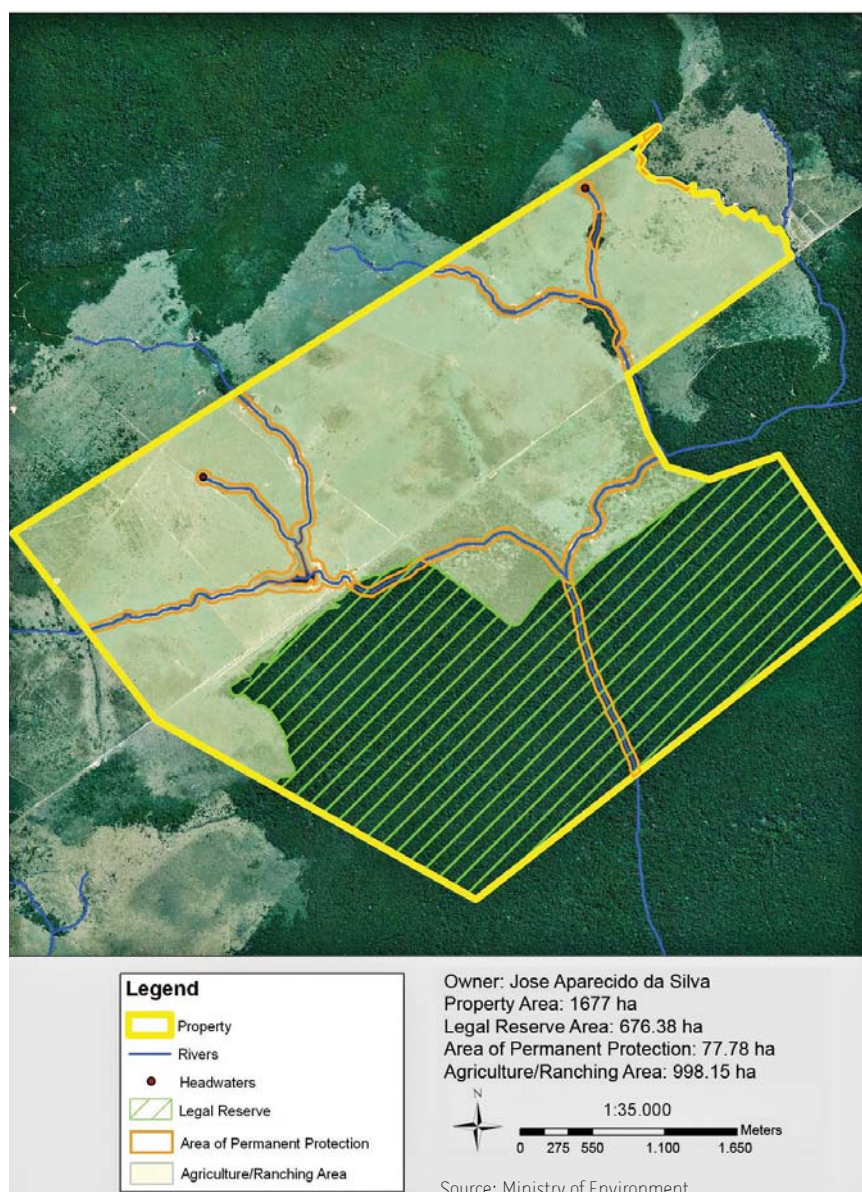 Legend
Property
Rivers
Headwaters
Legal Reserve
Area of Permanent Protection
Agriculture/Ranching Area
Owner: Jose Aparecido da Silva
Property Area: 1677 ha
Legal Reserve Area: 676.38 ha
Area of Permanent Protection: 77.78 ha
Agriculture/Ranching Area: 998.15 ha
N
1:35.000
Meters
0 275 550 1.100 1.650
Source: Ministry of Environment